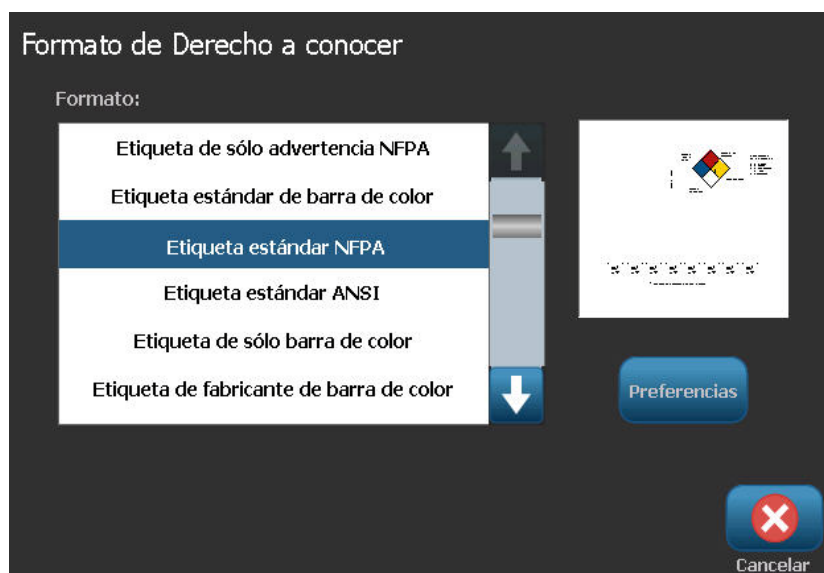 Formato de Derecho a conocer
Formato:
Etiqueta de sólo advertencia NFPA
Etiqueta estándar de barra de color
Etiqueta estándar NFPA
Etiqueta estándar ANSI
Etiqueta de sólo barra de color
Etiqueta de fabricante de barra de color
Preferencias
Cancelar